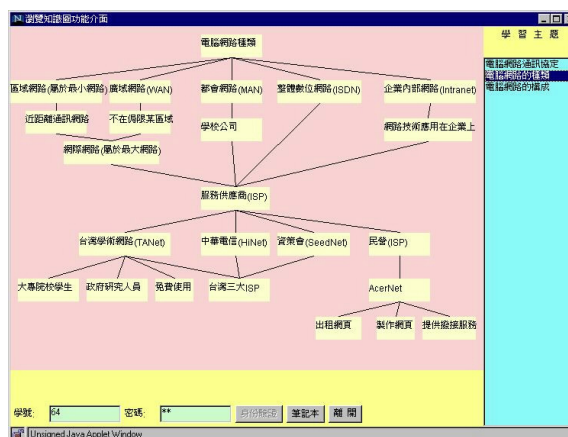 瀏覽知識圖功能介面
學 習 主 題
電腦網路通訊協定
電腦網路的種類
電腦網路的構成
電腦網路種類
區域網路(屬於最小網路) 廣域網路(WAN) 都會網路(MAN) 整體數位網路(ISDN) 企業內部網路(Intranet)
近距離通訊網路 不在侷限某區域 學校公司 網路技術應用在企業上
網際網路(屬於最大網路)
服務供應商(ISP)
台灣學術網路(TANet) 中華電信(HiNet) 資策會(SeedNet) 民營(ISP)
大專院校學生 政府研究人員 免費使用 台灣三大ISP AcerNet
出租網頁 製作網頁 提供撥接服務
學號: 64 密碼: ** 身份驗證 筆記本 離 開
Unsigned Java Applet Window